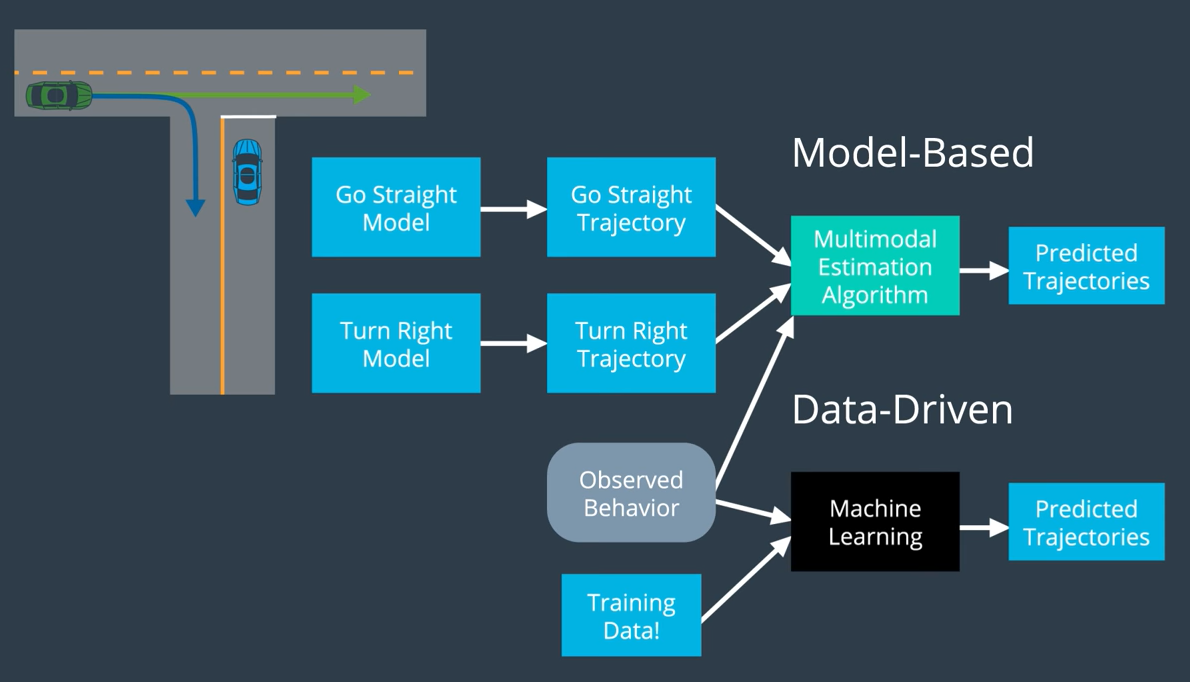 Model-Based
Go Straight
Model
Go Straight
Trajectory
Multimodal
Estimation
Algorithm
Predicted
Trajectories
Turn Right
Model
Turn Right
Trajectory
Data-Driven
Observed
Behavior
Machine
Learning
Predicted
Trajectories
Training
Data!